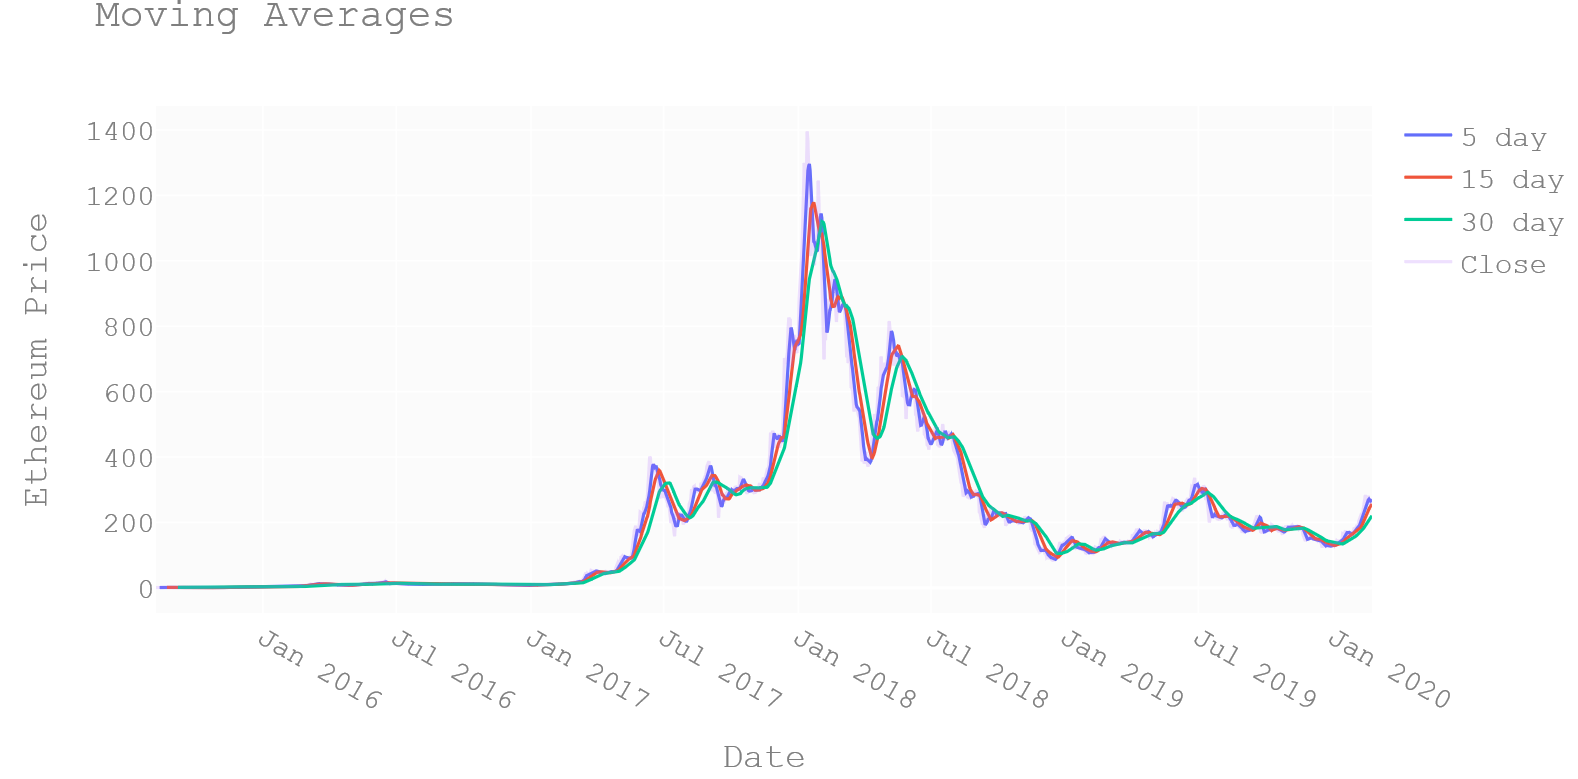 Moving Averages
Ethereum Price
1400
1200
1000
800
600
400
200
0
Jan 2016
Jul 2016
Jan 2017
Jul 2017
Jan 2018
Jul 2018
Jan 2019
Jul 2019
Jan 2020
Date
5 day
15 day
30 day
Close